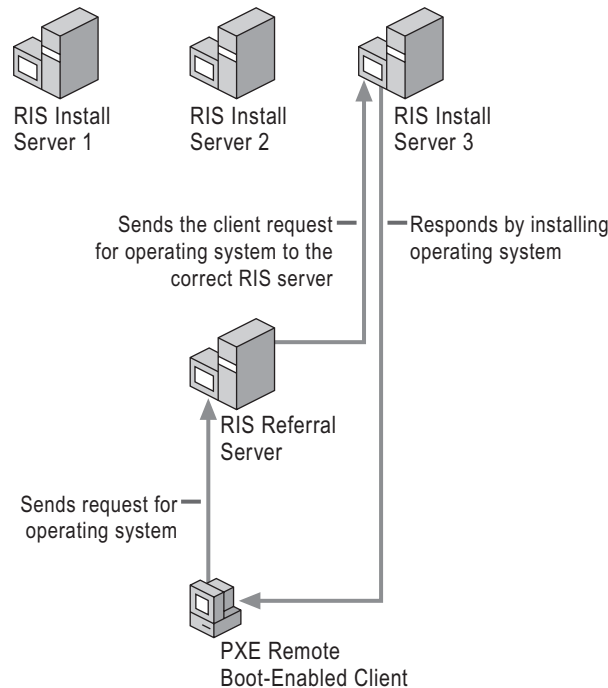 RIS Install
Server 1
RIS Install
Server 2
RIS Install
Server 3
Sends the client request
for operating system to the
correct RIS server
Responds by installing
operating system
RIS Referral
Server
Sends request for
operating system
PXE Remote
Boot-Enabled Client